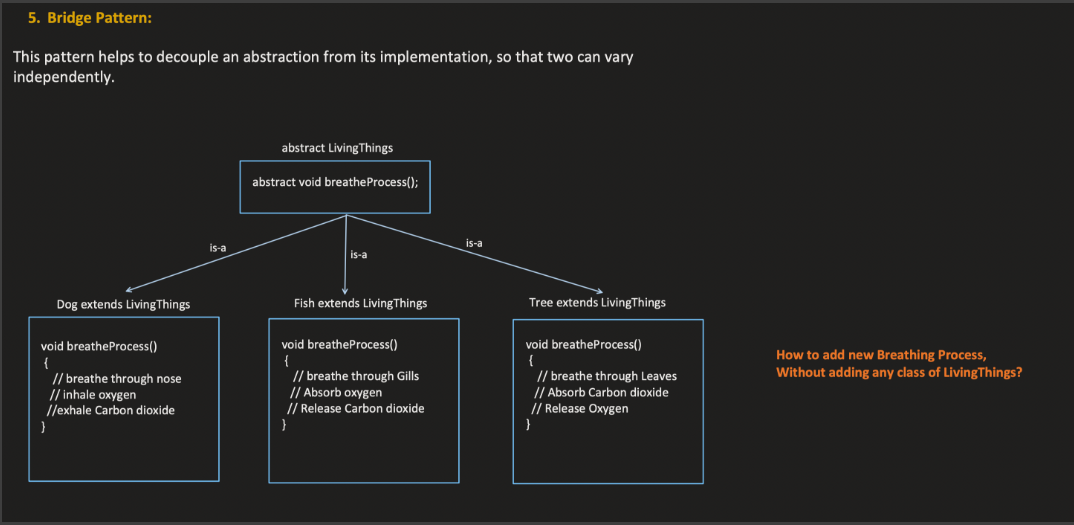 5. Bridge Pattern:
This pattern helps to decouple an abstraction from its implementation, so that two can vary
independently.
abstract LivingThings
abstract void breatheProcess();
is-a
is-a
is-a
Dog extends LivingThings
void breatheProcess()
{
// breathe through nose
// inhale oxygen
//exhale Carbon dioxide
}
Fish extends LivingThings
void breatheProcess()
{
// breathe through Gills
// Absorb oxygen
// Release Carbon dioxide
}
Tree extends LivingThings
void breatheProcess()
{
// breathe through Leaves
// Absorb Carbon dioxide
// Release Oxygen
}
How to add new Breathing Process,
Without adding any class of LivingThings?